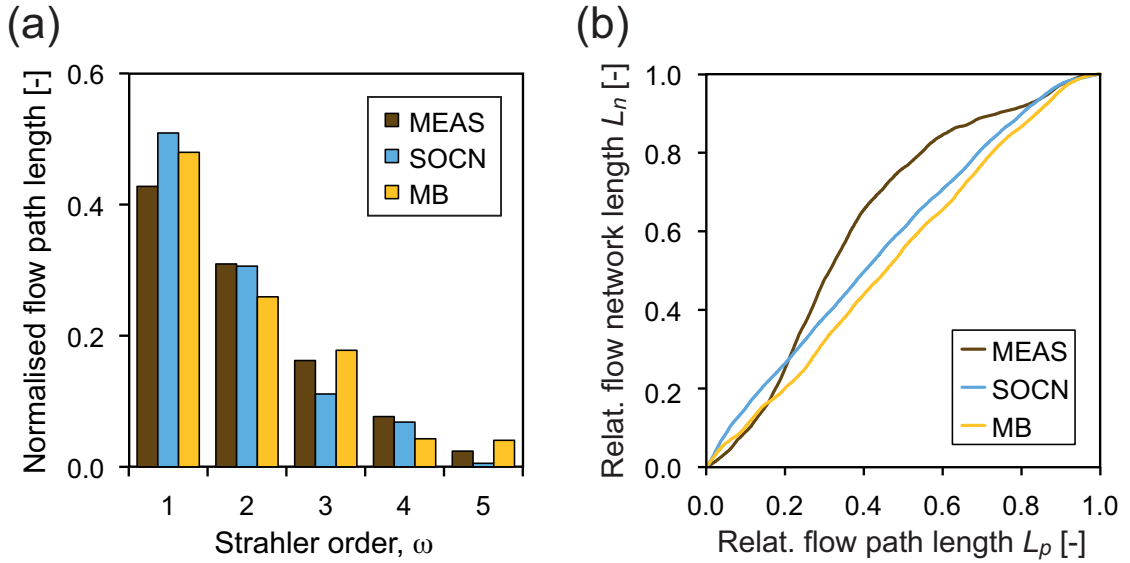 (a)
Normalised flow path length [-]
0.6
0.4
0.2
0.0
MEAS
SOCN
MB
1 2 3 4 5
Strahler order, ω
(b)
Relat. flow network length Ln [-]
1.0
0.8
0.6
0.4
0.2
0.0
MEAS
SOCN
MB
0.0 0.2 0.4 0.6 0.8 1.0
Relat. flow path length Lp [-]